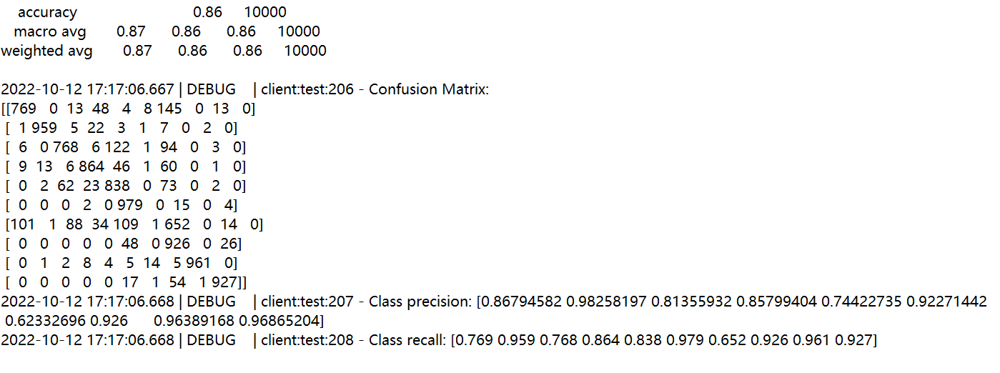 accuracy                         0.86     10000
macro avg       0.87      0.86      0.86     10000
weighted avg       0.87      0.86      0.86     10000
2022-10-12 17:17:06.667 | DEBUG    | client:test:206 - Confusion Matrix:
[[769   0  13  48   4   8 145   0  13   0]
[  1 959   5  22   3   1   7   0   2   0]
[  6   0 768   6 122   1  94   0   3   0]
[  9  13   6 864  46   1  60   0   1   0]
[  0   2  62  23 838   0  73   0   2   0]
[  0   0   0   2   0 979   0  15   0   4]
[101   1  88  34 109   1 652   0  14   0]
[  0   0   0   0   0  48   0 926   0  26]
[  0   1   2   8   4   5  14   5 961   0]
[  0   0   0   0   0  17   1  54   1 927]]
2022-10-12 17:17:06.668 | DEBUG    | client:test:207 - Class precision: [0.86794582 0.98258197 0.81355932 0.85799404 0.74422735 0.92271442
0.62332696 0.926      0.96389168 0.96865204]
2022-10-12 17:17:06.668 | DEBUG    | client:test:208 - Class recall: [0.769 0.959 0.768 0.864 0.838 0.979 0.652 0.926 0.961 0.927]